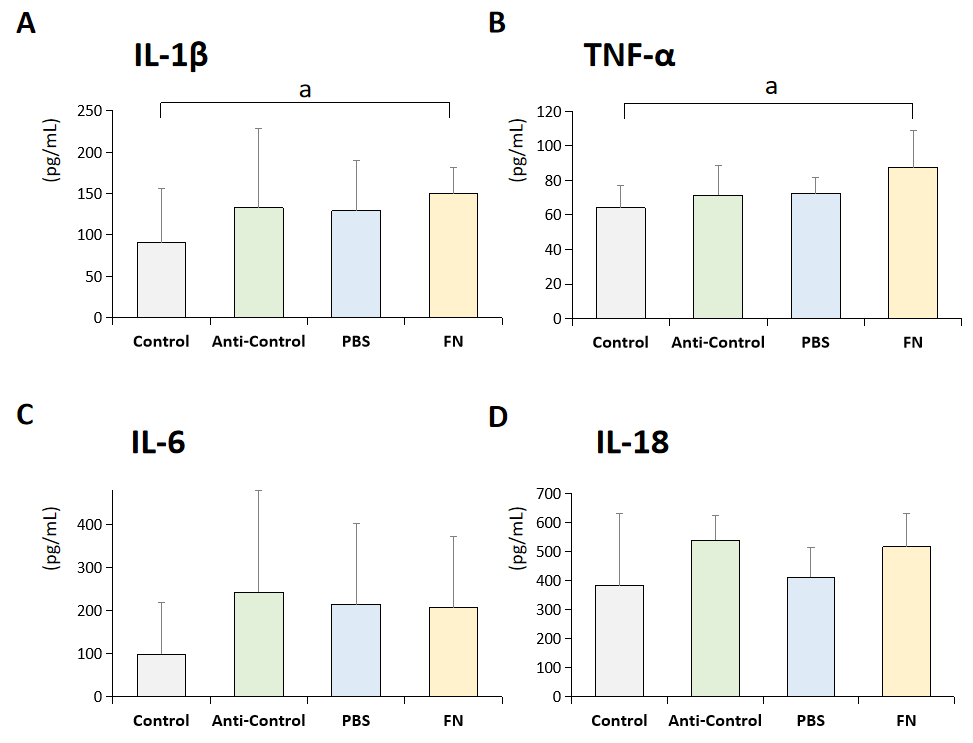 A
IL-1β
a
(pg/mL)
250
200
150
100
50
0
Control Anti-Control PBS FN
B
TNF-α
a
(pg/mL)
120
100
80
60
40
20
0
Control Anti-Control PBS FN
C
IL-6
(pg/mL)
400
300
200
100
0
Control Anti-Control PBS FN
D
IL-18
(pg/mL)
700
600
500
400
300
200
100
0
Control Anti-Control PBS FN